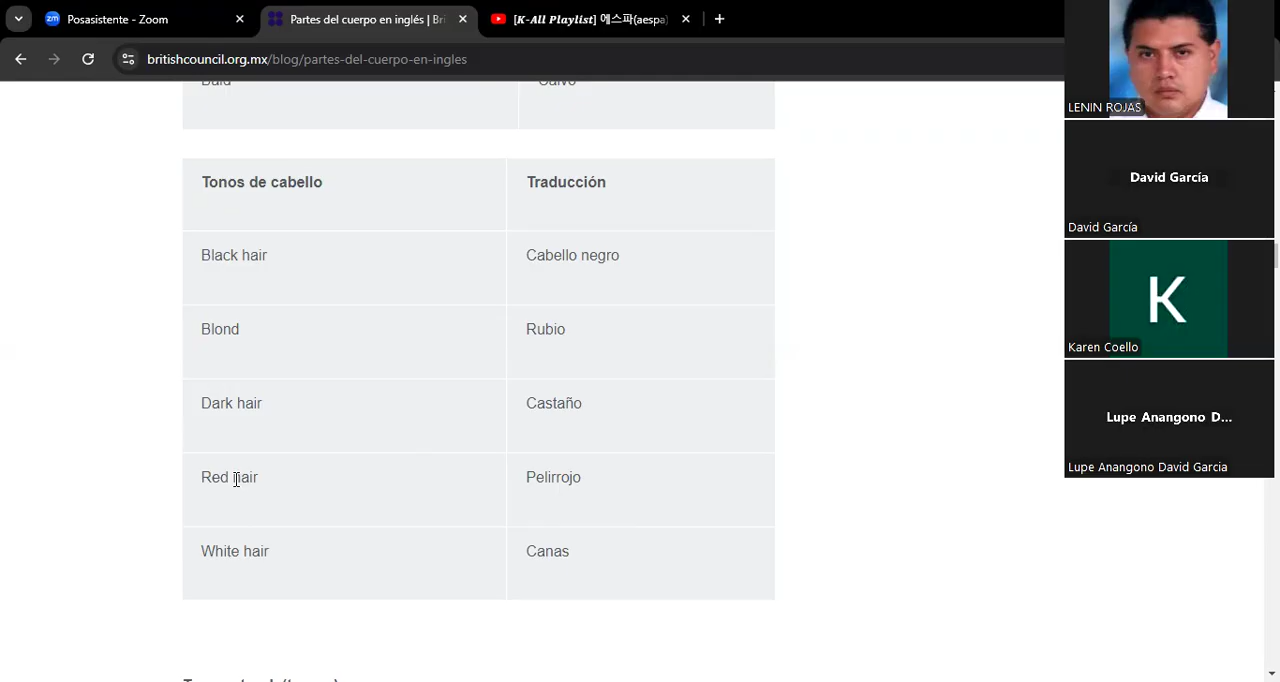 Posasistente - Zoom
Partes del cuerpo en inglés | Bri
[K-All Playlist] 에스파(aespa)
britishcouncil.org.mx/blog/partes-del-cuerpo-en-ingles
Bald Calvo
Tonos de cabello Traducción
Black hair Cabello negro
Blond Rubio
Dark hair Castaño
Red hair Pelirrojo
White hair Canas
LENIN ROJAS
David García
David García
K
Karen Coello
Lupe Anangono D...
Lupe Anangono David Garcia